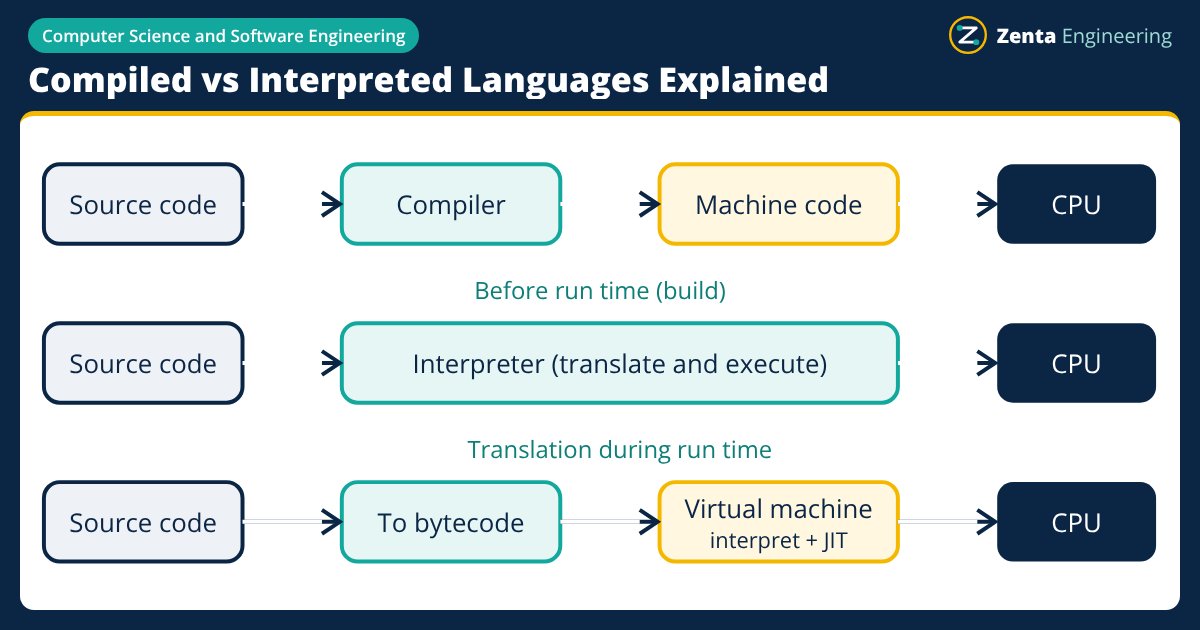 Computer Science and Software Engineering
Zenta Engineering
Compiled vs Interpreted Languages Explained
Source code
Compiler
Machine code
CPU
Before run time (build)
Source code
Interpreter (translate and execute)
CPU
Translation during run time
Source code
To bytecode
Virtual machine
interpret + JIT
CPU